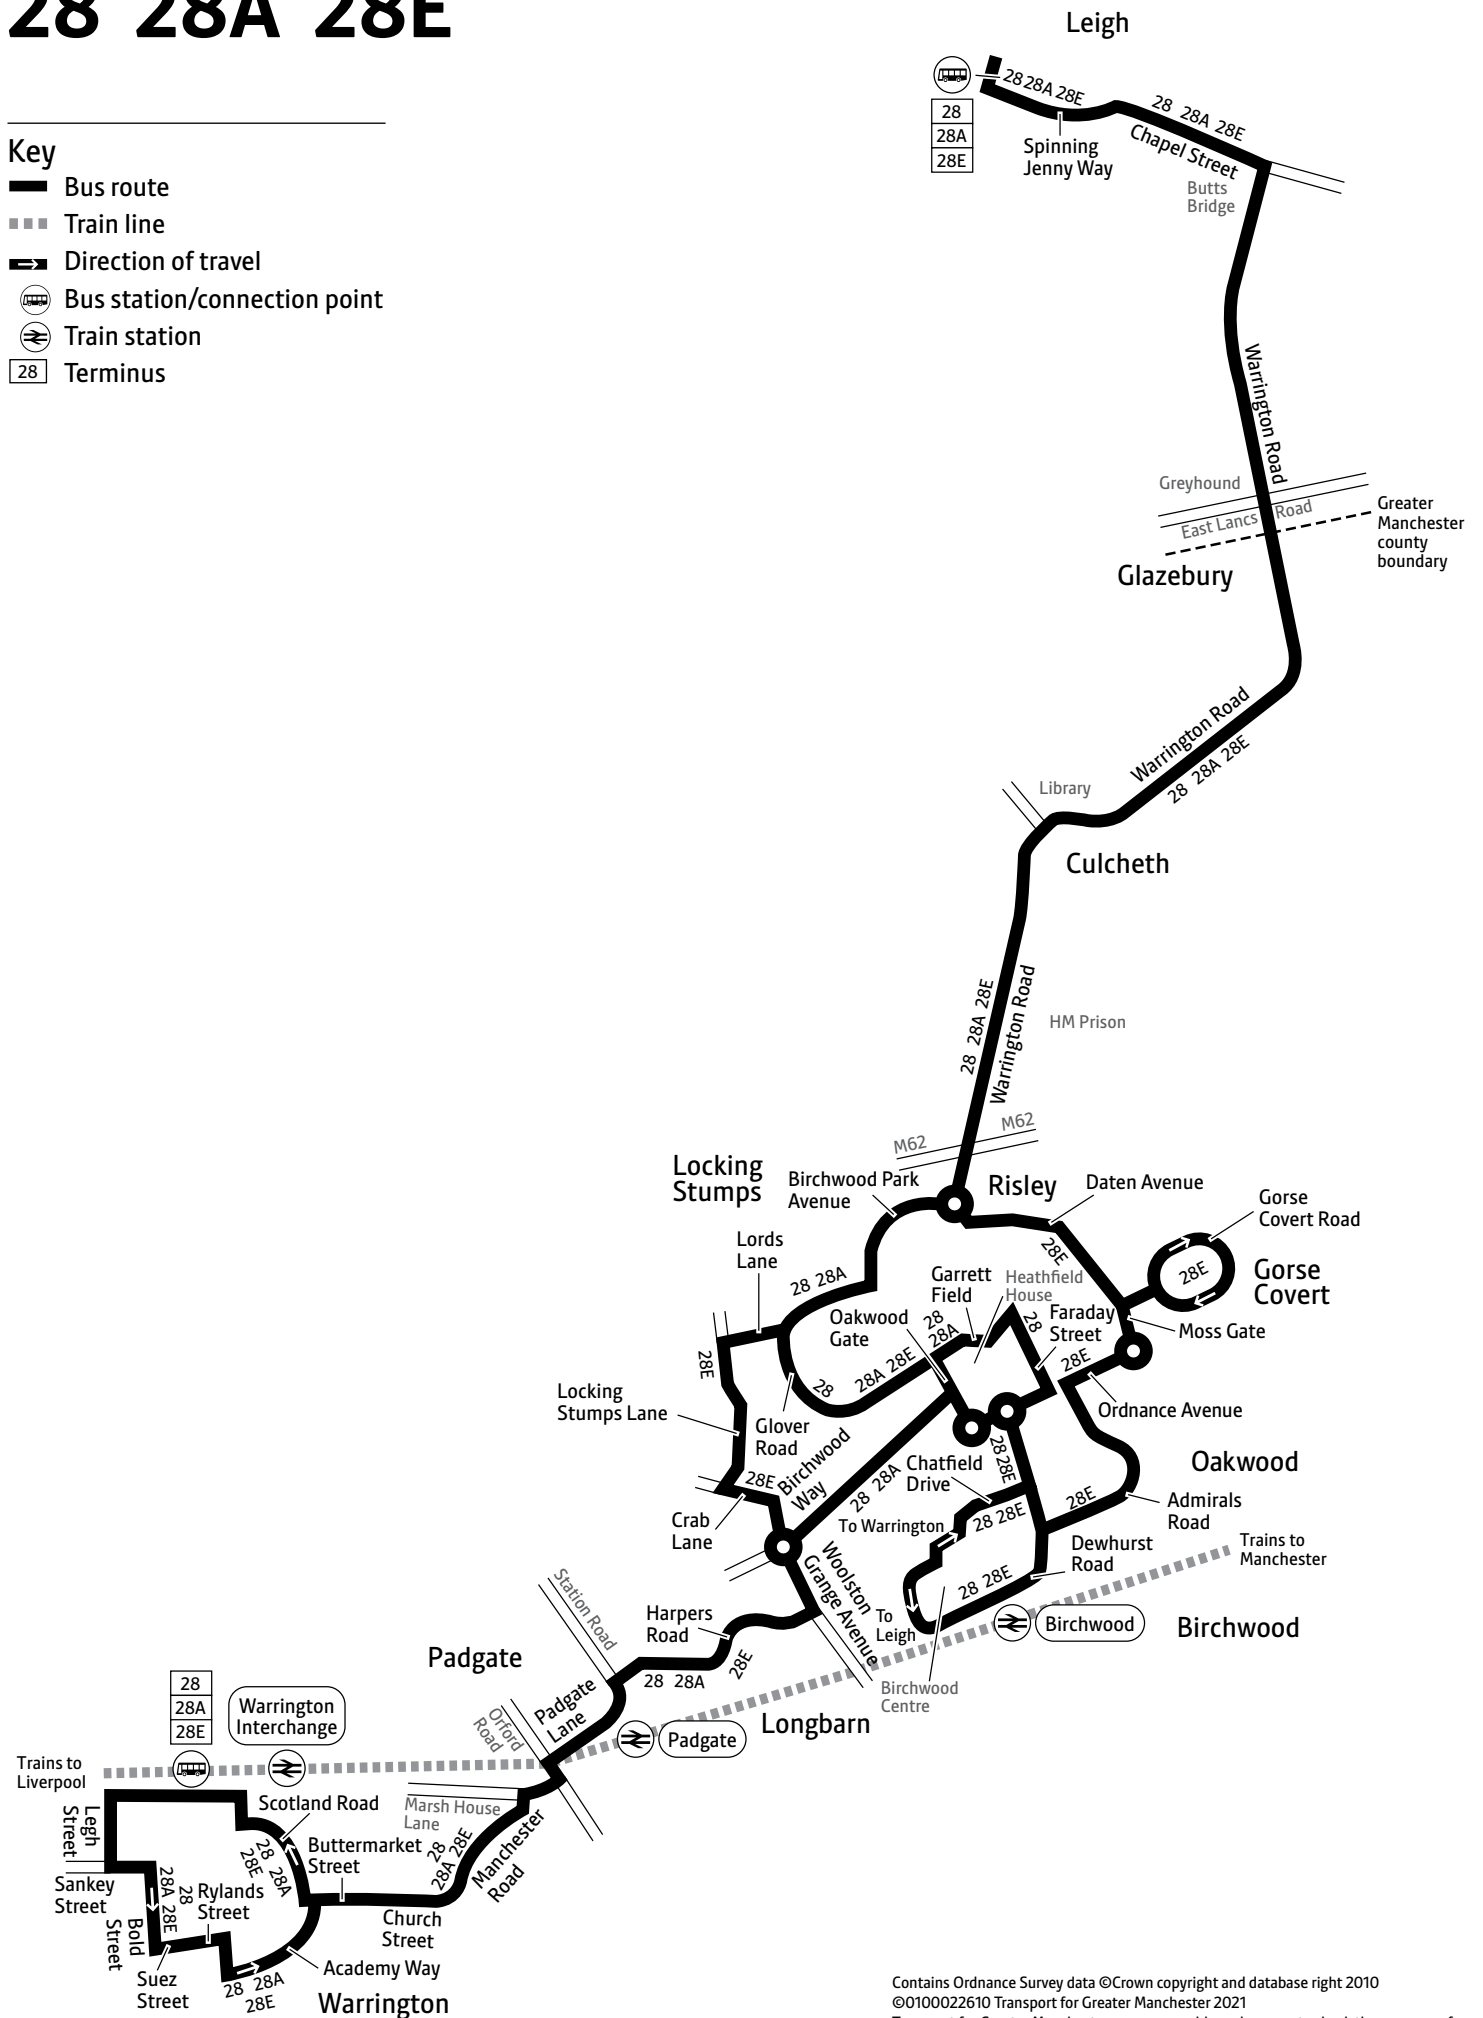 28 28A 28E
Key
Bus route
Train line
Direction of travel
Bus station/connection point
Train station
28 Terminus
Leigh
28 28A 28E
28 28A 28E
28
28A
28E
Spinning
Jenny Way
Chapel Street
Butts
Bridge
Warrington Road
Greyhound
East Lancs Road
Greater
Manchester
county
boundary
Glazebury
Warrington Road
28 28A 28E
Library
Culcheth
28 28A 28E
Warrington Road
HM Prison
M62
M62
Locking
Stumps
Birchwood Park
Avenue
Risley
Daten Avenue
Gorse
Covert Road
Lords
Lane
28E
28E
Gorse
Covert
28 28A
Garrett
Field
Heathfield
House
Oakwood
Gate
28
28A
28
Faraday
Street
Moss Gate
28E
28
28A 28E
28E
Locking
Stumps Lane
Glover
Road
Ordnance Avenue
Birchwood
Way
28 28A
28 28E
Chatfield
Drive
Oakwood
28E
Crab
Lane
To Warrington
28 28E
28E
Admirals
Road
Dewhurst
Road
Trains to
Manchester
Woolston
Grange Avenue
28 28E
Station Road
Harpers
Road
To
Leigh
Birchwood
Birchwood
Padgate
28 28A
28E
Birchwood
Centre
28
28A
28E
Warrington
Interchange
Orford
Road
Padgate
Lane
Padgate
Longbarn
Trains to
Liverpool
Legh
Street
Scotland Road
Marsh House
Lane
28
28A 28E
Manchester
Road
Buttermarket
Street
28 28A
28E
Sankey
Street
28A 28E
28
Rylands
Street
Church
Street
Bold
Street
Suez
Street
28 28A
28E
Academy Way
Warrington
Contains Ordnance Survey data ©Crown copyright and database right 2010
©0100022610 Transport for Greater Manchester 2021